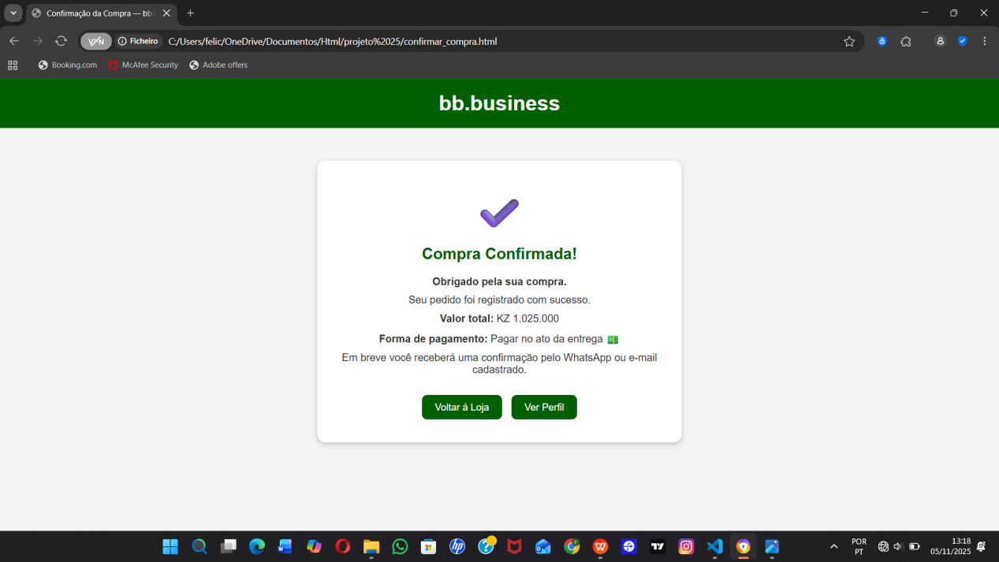 Confirmação da Compra — bb.
VPN
Ficheiro
C:/Users/felic/OneDrive/Documentos/Html/projeto%2025/confirmar_compra.html
Booking.com
McAfee Security
Adobe offers
bb.business
Compra Confirmada!
Obrigado pela sua compra.
Seu pedido foi registrado com sucesso.
Valor total: KZ 1.025.000
Forma de pagamento: Pagar no ato da entrega
Em breve você receberá uma confirmação pelo WhatsApp ou e-mail
cadastrado.
Voltar à Loja
Ver Perfil
POR
PT
13:18
05/11/2025